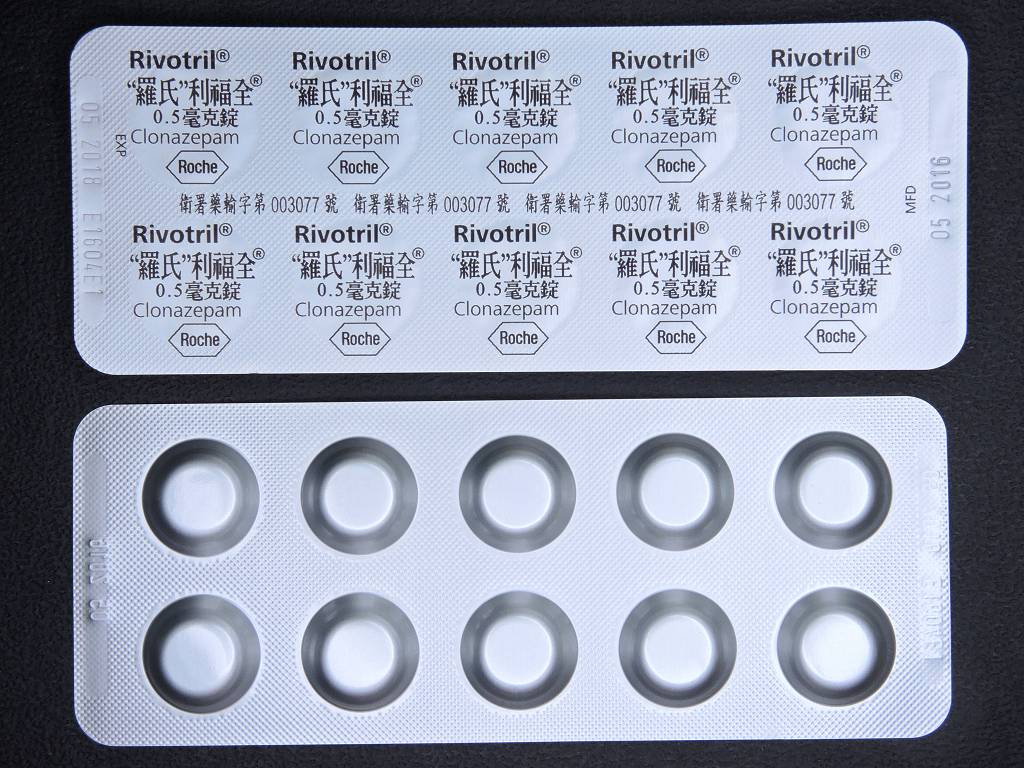 Rivotril® Rivotril® Rivotril® Rivotril® Rivotril®
“羅氏”利福全® “羅氏”利福全® “羅氏”利福全® “羅氏”利福全® “羅氏”利福全®
0.5毫克錠 0.5毫克錠 0.5毫克錠 0.5毫克錠 0.5毫克錠
Clonazepam Clonazepam Clonazepam Clonazepam Clonazepam
Roche Roche Roche Roche Roche
衛署藥輸字第 003077 號 衛署藥輸字第 003077 號 衛署藥輸字第 003077 號 衛署藥輸字第 003077 號
Rivotril® Rivotril® Rivotril® Rivotril® Rivotril®
“羅氏”利福全® “羅氏”利福全® “羅氏”利福全® “羅氏”利福全® “羅氏”利福全®
0.5毫克錠 0.5毫克錠 0.5毫克錠 0.5毫克錠 0.5毫克錠
Clonazepam Clonazepam Clonazepam Clonazepam Clonazepam
Roche Roche Roche Roche Roche
EXP
05 2018 E1604E1
MFD
05 2016